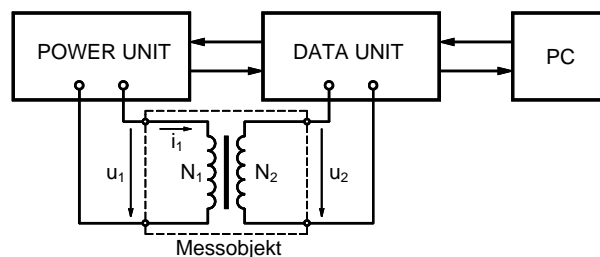 POWER UNIT
DATA UNIT
PC
i1
u1
N1
N2
u2
Messobjekt